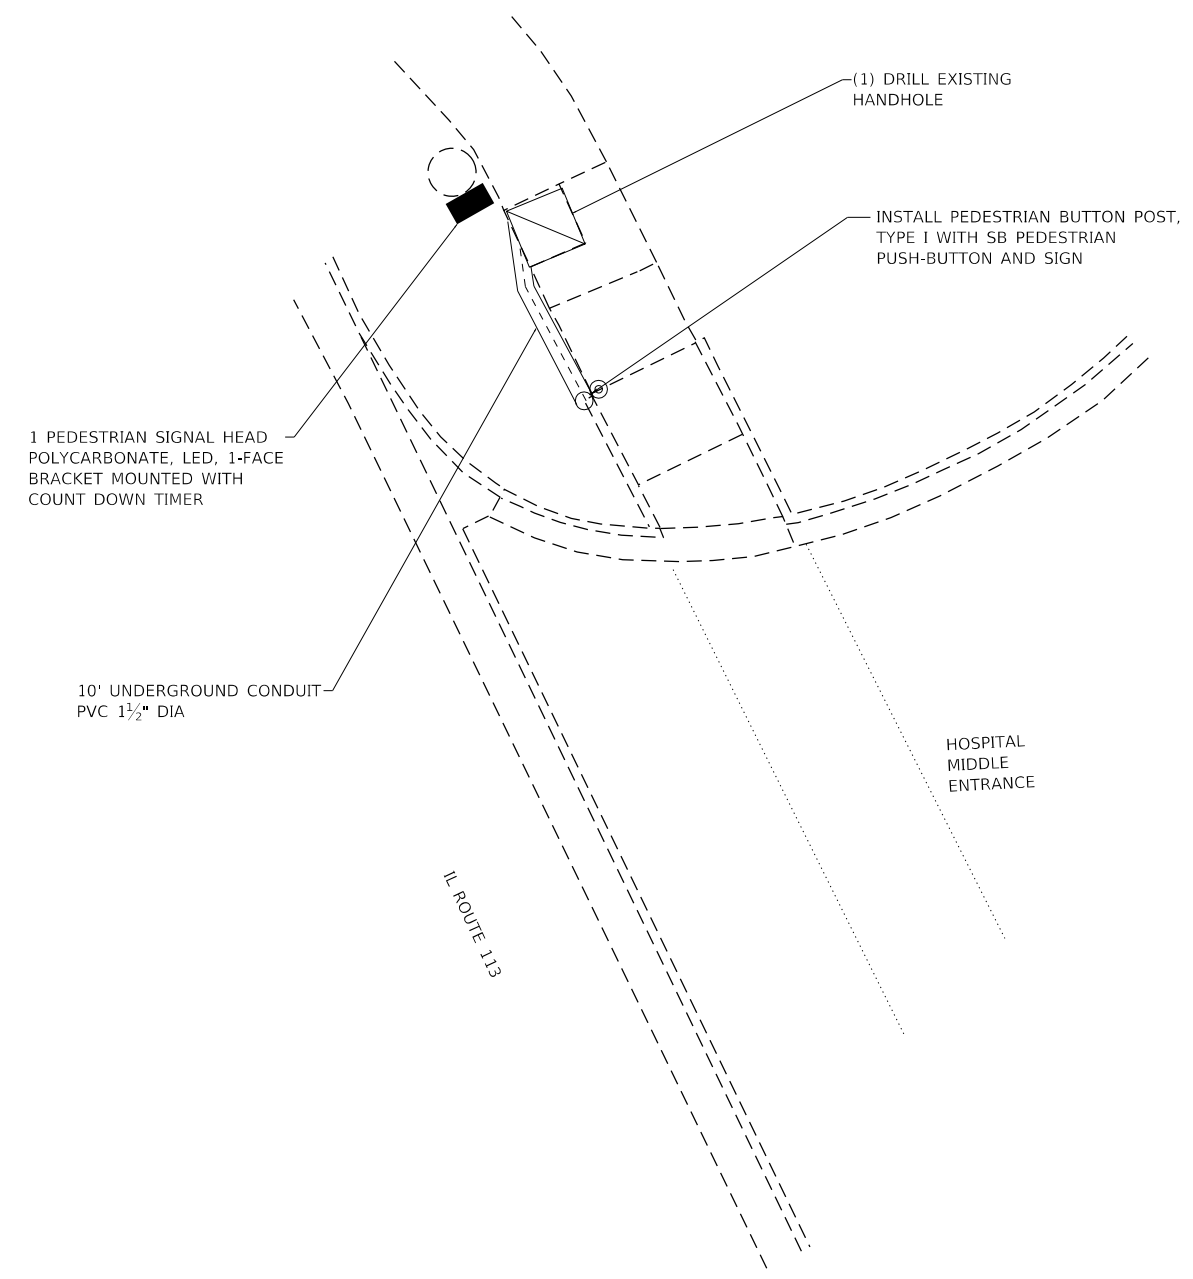 (1) DRILL EXISTING
HANDHOLE
INSTALL PEDESTRIAN BUTTON POST,
TYPE I WITH SB PEDESTRIAN
PUSH-BUTTON AND SIGN
1 PEDESTRIAN SIGNAL HEAD
POLYCARBONATE, LED, 1-FACE
BRACKET MOUNTED WITH
COUNT DOWN TIMER
10' UNDERGROUND CONDUIT
PVC 1½" DIA
HOSPITAL
MIDDLE
ENTRANCE
IL ROUTE 113